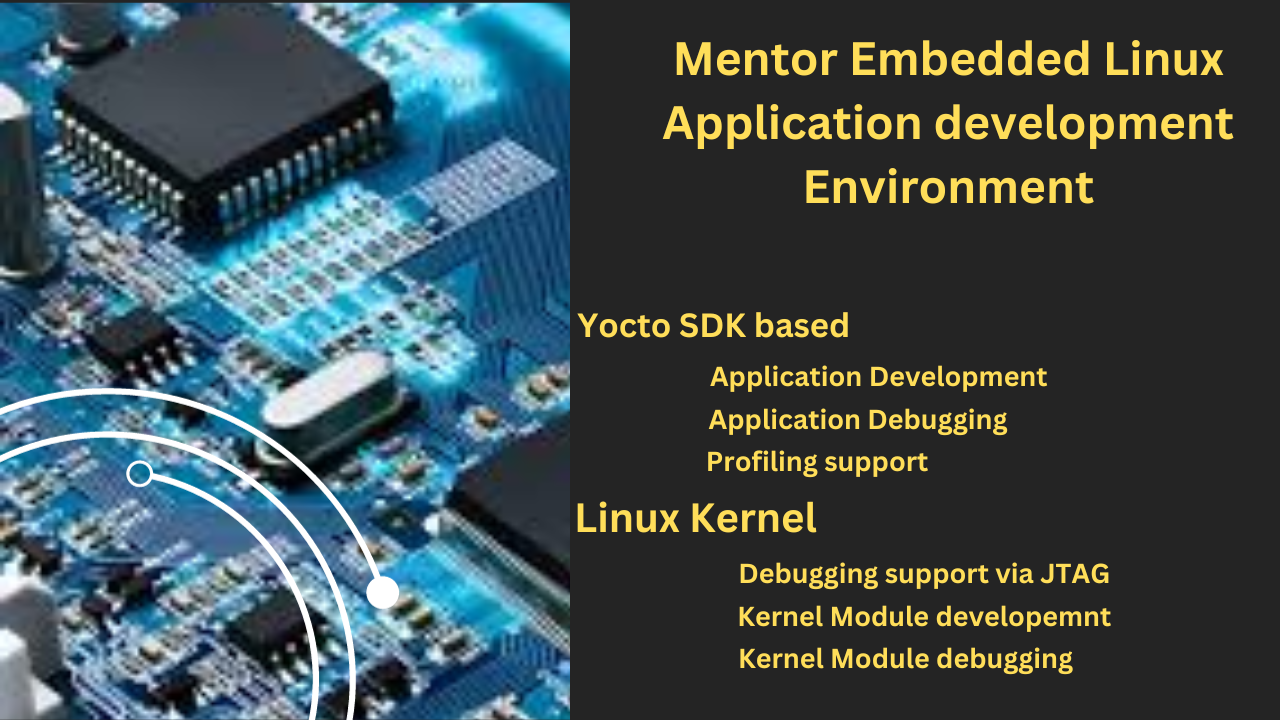 Mentor Embedded Linux
Application development
Environment
Yocto SDK based
Application Development
Application Debugging
Profiling support
Linux Kernel
Debugging support via JTAG
Kernel Module developemnt
Kernel Module debugging